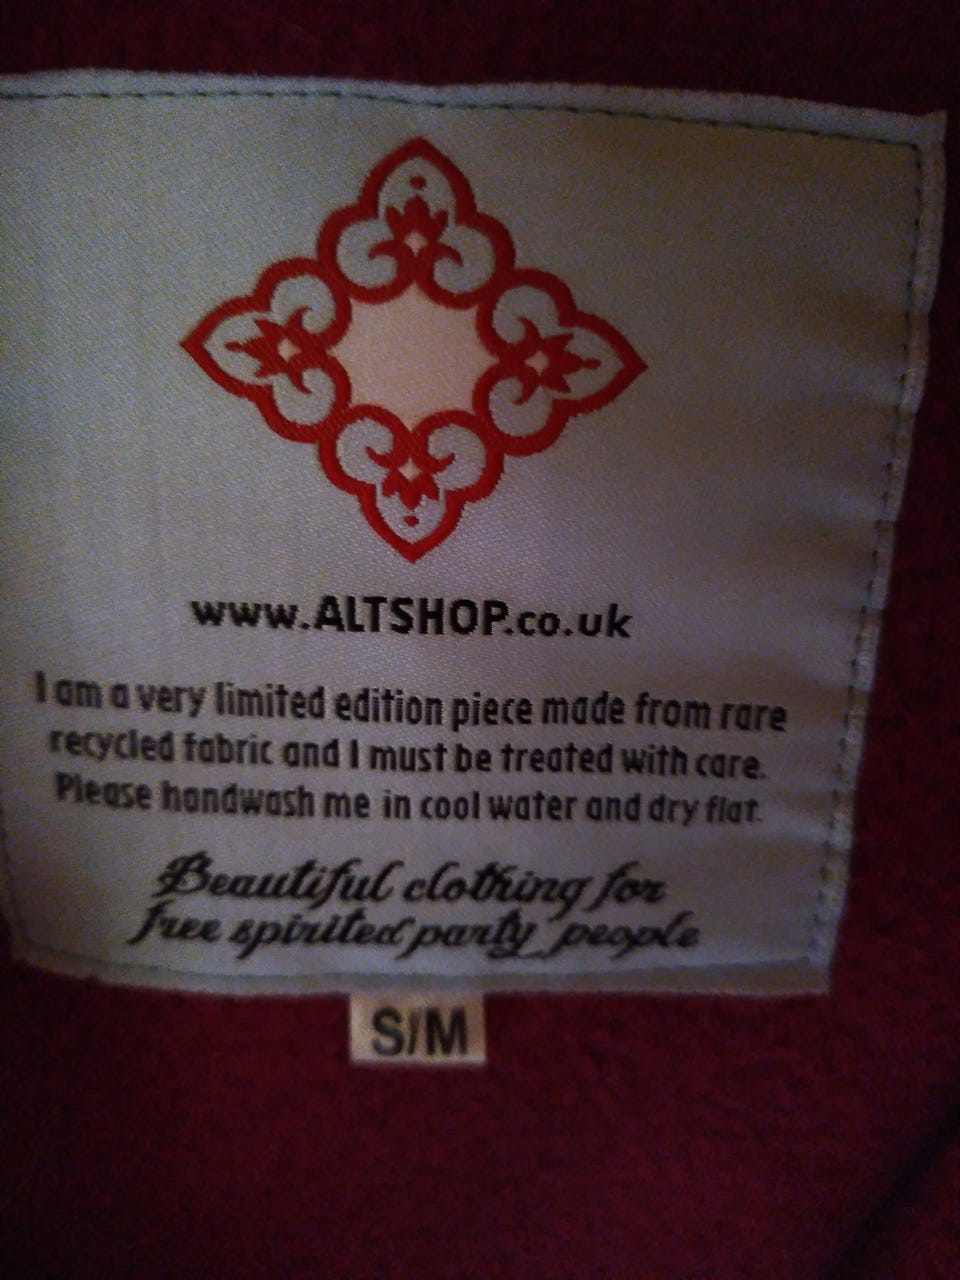 www.ALTSHOP.co.uk
I am a very limited edition piece made from rare
recycled fabric and I must be treated with care.
Please handwash me in cool water and dry flat.
Beautiful clothing for
free spirited party people
S/M